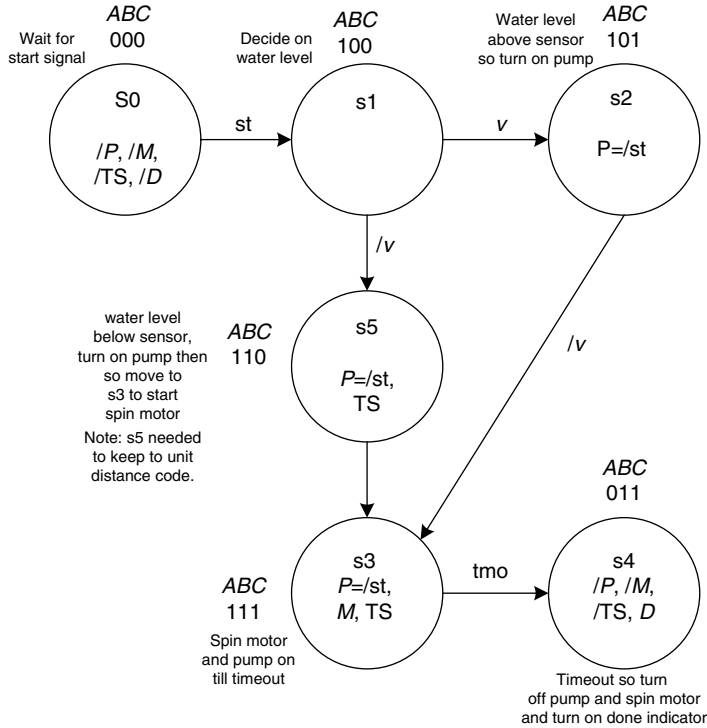 Wait for
start signal
ABC
000
S0
/P, /M,
/TS, /D
st
Decide on
water level
ABC
100
s1
v
Water level
above sensor
so turn on pump
ABC
101
s2
P=/st
/v
/v
water level
below sensor,
turn on pump then
so move to
s3 to start
spin motor
Note: s5 needed
to keep to unit
distance code.
ABC
110
s5
P=/st,
TS
ABC
111
Spin motor
and pump on
till timeout
s3
P=/st,
M, TS
tmo
ABC
011
s4
/P, /M,
/TS, D
Timeout so turn
off pump and spin motor
and turn on done indicator